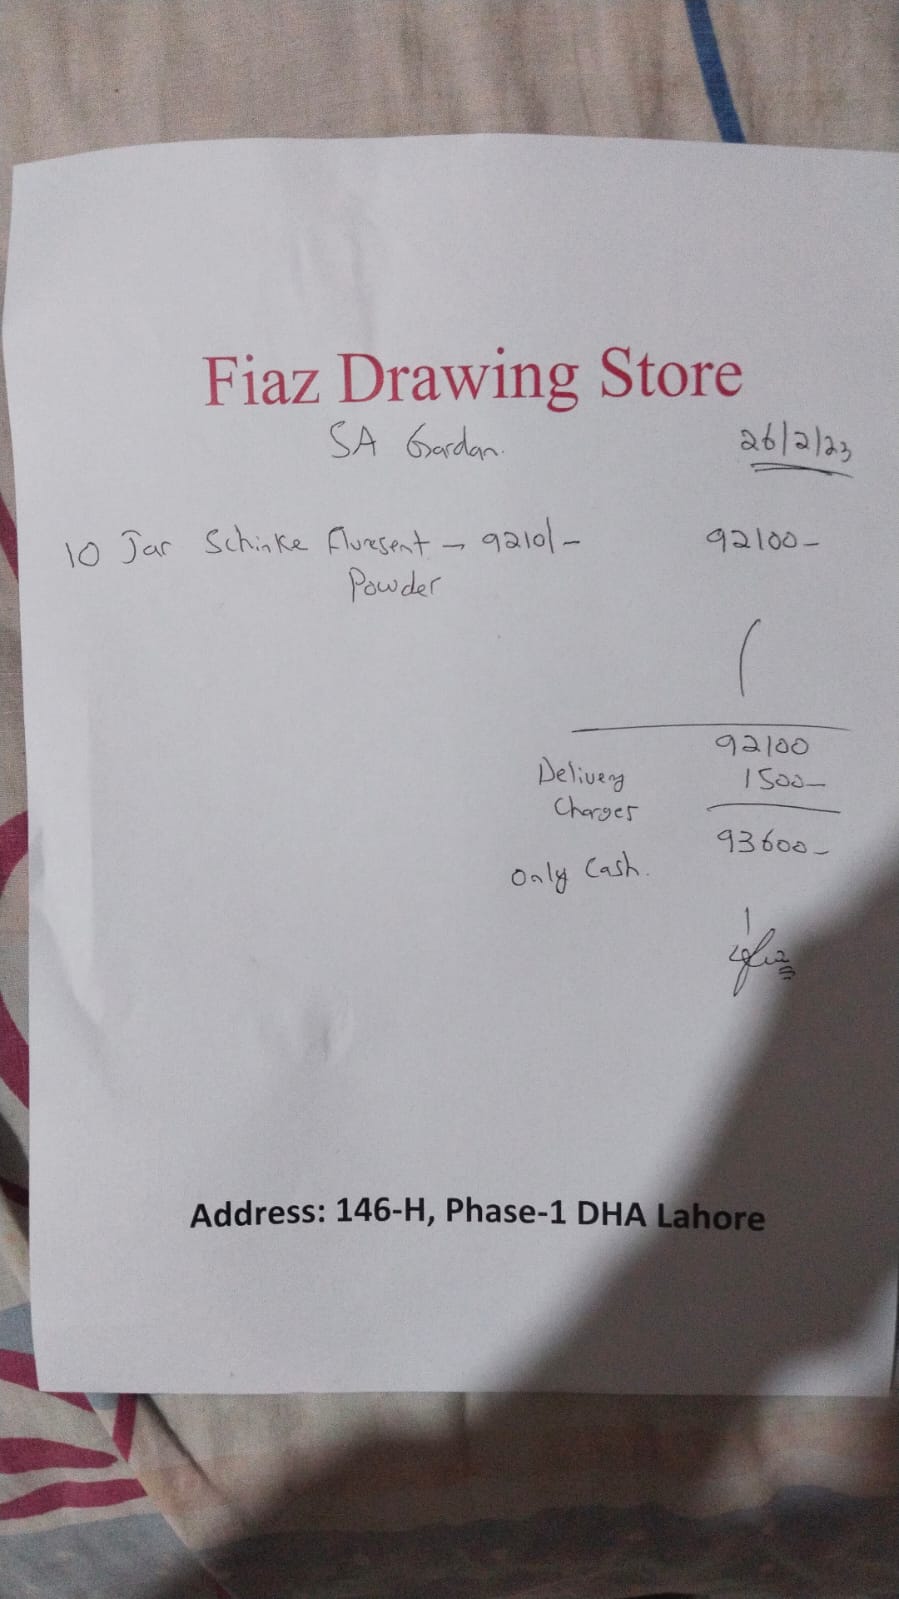 Fiaz Drawing Store
SA Gardan.
26/2/23
10 Jar Schinke Fluresent - 9210/- 92100-
Powder
92100
Delivery 1500-
Charges
93600-
Only Cash.
Address: 146-H, Phase-1 DHA Lahore